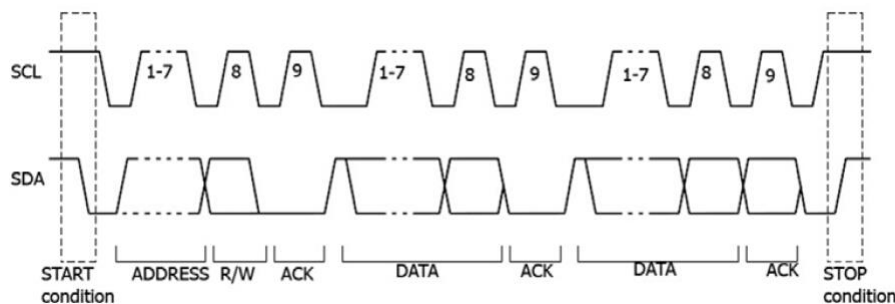 SCL
1-7
8
9
1-7
8
9
1-7
8
9
SDA
START
condition
ADDRESS
R/W
ACK
DATA
ACK
DATA
ACK
STOP
condition